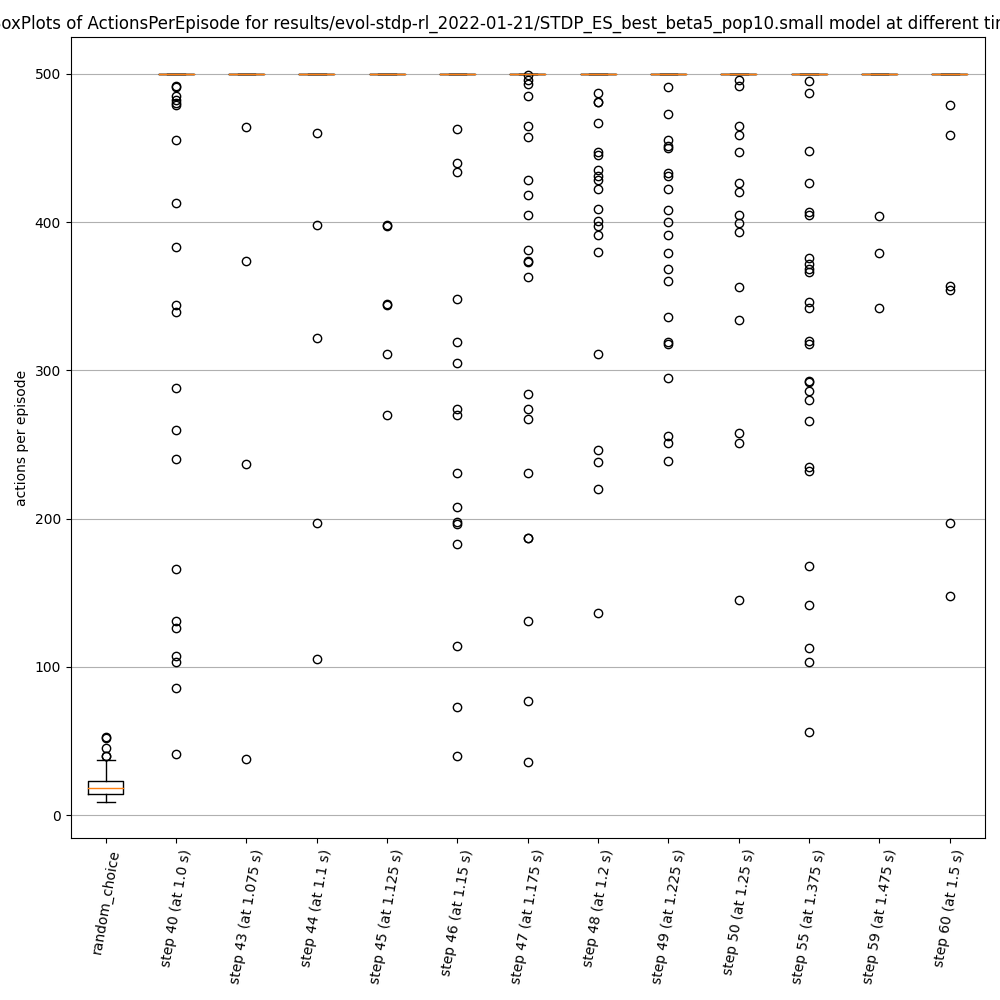 oxPlots of ActionsPerEpisode for results/evol-stdp-rl_2022-01-21/STDP_ES_best_beta5_pop10.small model at different
500
400
300
200
100
0
actions per episode
random_choice
step 40 (at 1.0 s)
step 43 (at 1.075 s)
step 44 (at 1.1 s)
step 45 (at 1.125 s)
step 46 (at 1.15 s)
step 47 (at 1.175 s)
step 48 (at 1.2 s)
step 49 (at 1.225 s)
step 50 (at 1.25 s)
step 55 (at 1.375 s)
step 59 (at 1.475 s)
step 60 (at 1.5 s)